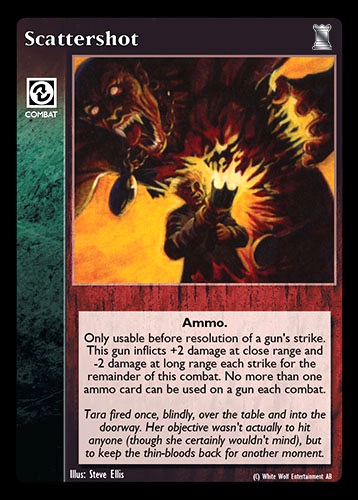 Scattershot
COMBAT
Ammo.
Only usable before resolution of a gun's strike.
This gun inflicts +2 damage at close range and
-2 damage at long range each strike for the
remainder of this combat. No more than one
ammo card can be used on a gun each combat.
Tara fired once, blindly, over the table and into the
doorway. Her objective wasn't actually to hit
anyone (though she certainly wouldn't mind), but
to keep the thin-bloods back for another moment.
Illus: Steve Ellis
(C) White Wolf Entertainment AB